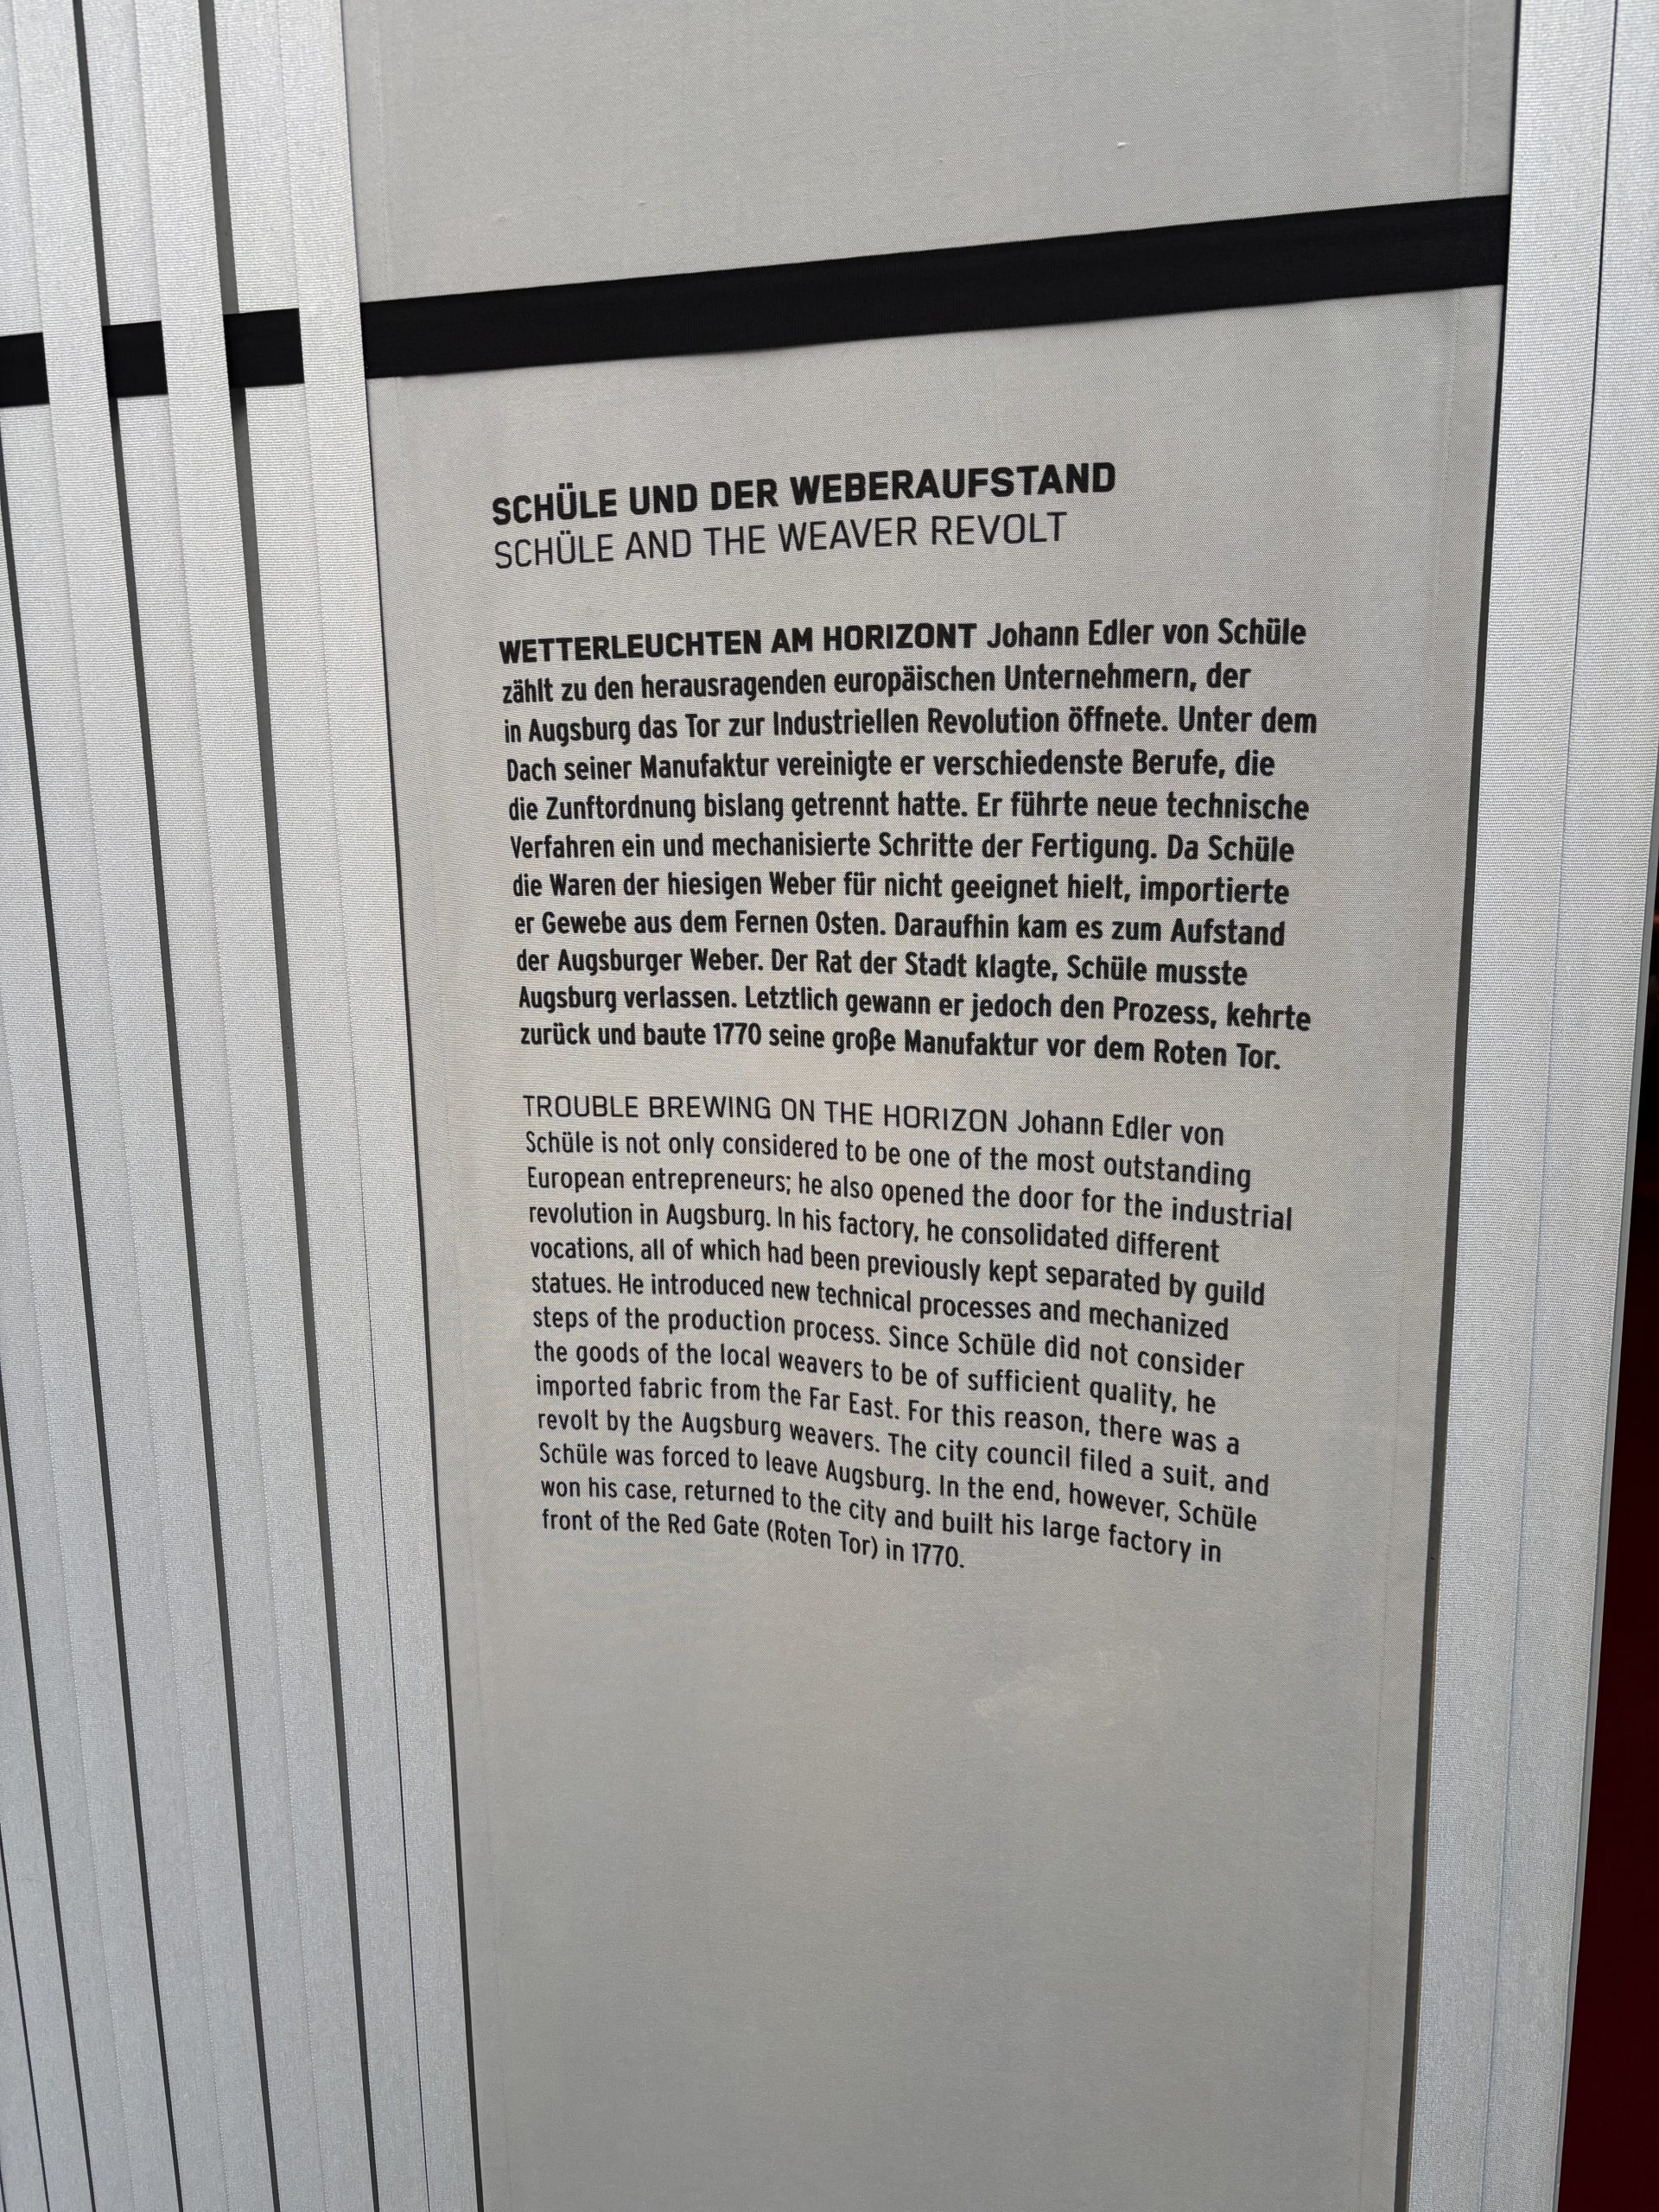 SCHÜLE UND DER WEBERAUFSTAND
SCHÜLE AND THE WEAVER REVOLT
WETTERLEUCHTEN AM HORIZONT Johann Edler von Schüle
zählt zu den herausragenden europäischen Unternehmern, der
in Augsburg das Tor zur Industriellen Revolution öffnete. Unter dem
Dach seiner Manufaktur vereinigte er verschiedenste Berufe, die
die Zunftordnung bislang getrennt hatte. Er führte neue technische
Verfahren ein und mechanisierte Schritte der Fertigung. Da Schüle
die Waren der hiesigen Weber für nicht geeignet hielt, importierte
er Gewebe aus dem Fernen Osten. Daraufhin kam es zum Aufstand
der Augsburger Weber. Der Rat der Stadt klagte, Schüle musste
Augsburg verlassen. Letztlich gewann er jedoch den Prozess, kehrte
zurück und baute 1770 seine große Manufaktur vor dem Roten Tor.
TROUBLE BREWING ON THE HORIZON Johann Edler von
Schüle is not only considered to be one of the most outstanding
European entrepreneurs; he also opened the door for the industrial
revolution in Augsburg. In his factory, he consolidated different
vocations, all of which had been previously kept separated by guild
statues. He introduced new technical processes and mechanized
steps of the production process. Since Schüle did not consider
the goods of the local weavers to be of sufficient quality, he
imported fabric from the Far East. For this reason, there was a
revolt by the Augsburg weavers. The city council filed a suit, and
Schüle was forced to leave Augsburg. In the end, however, Schüle
won his case, returned to the city and built his large factory in
front of the Red Gate (Roten Tor) in 1770.